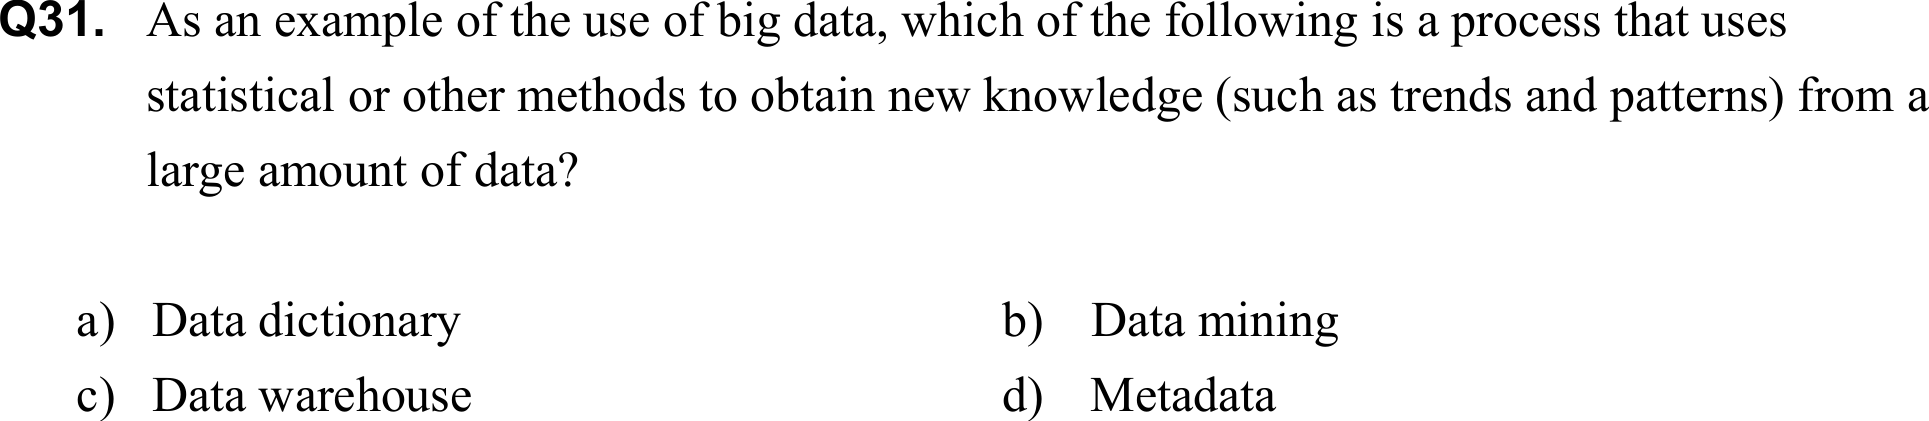 Q31. As an example of the use of big data, which of the following is a process that uses
statistical or other methods to obtain new knowledge (such as trends and patterns) from a
large amount of data?
a) Data dictionary b) Data mining
c) Data warehouse d) Metadata